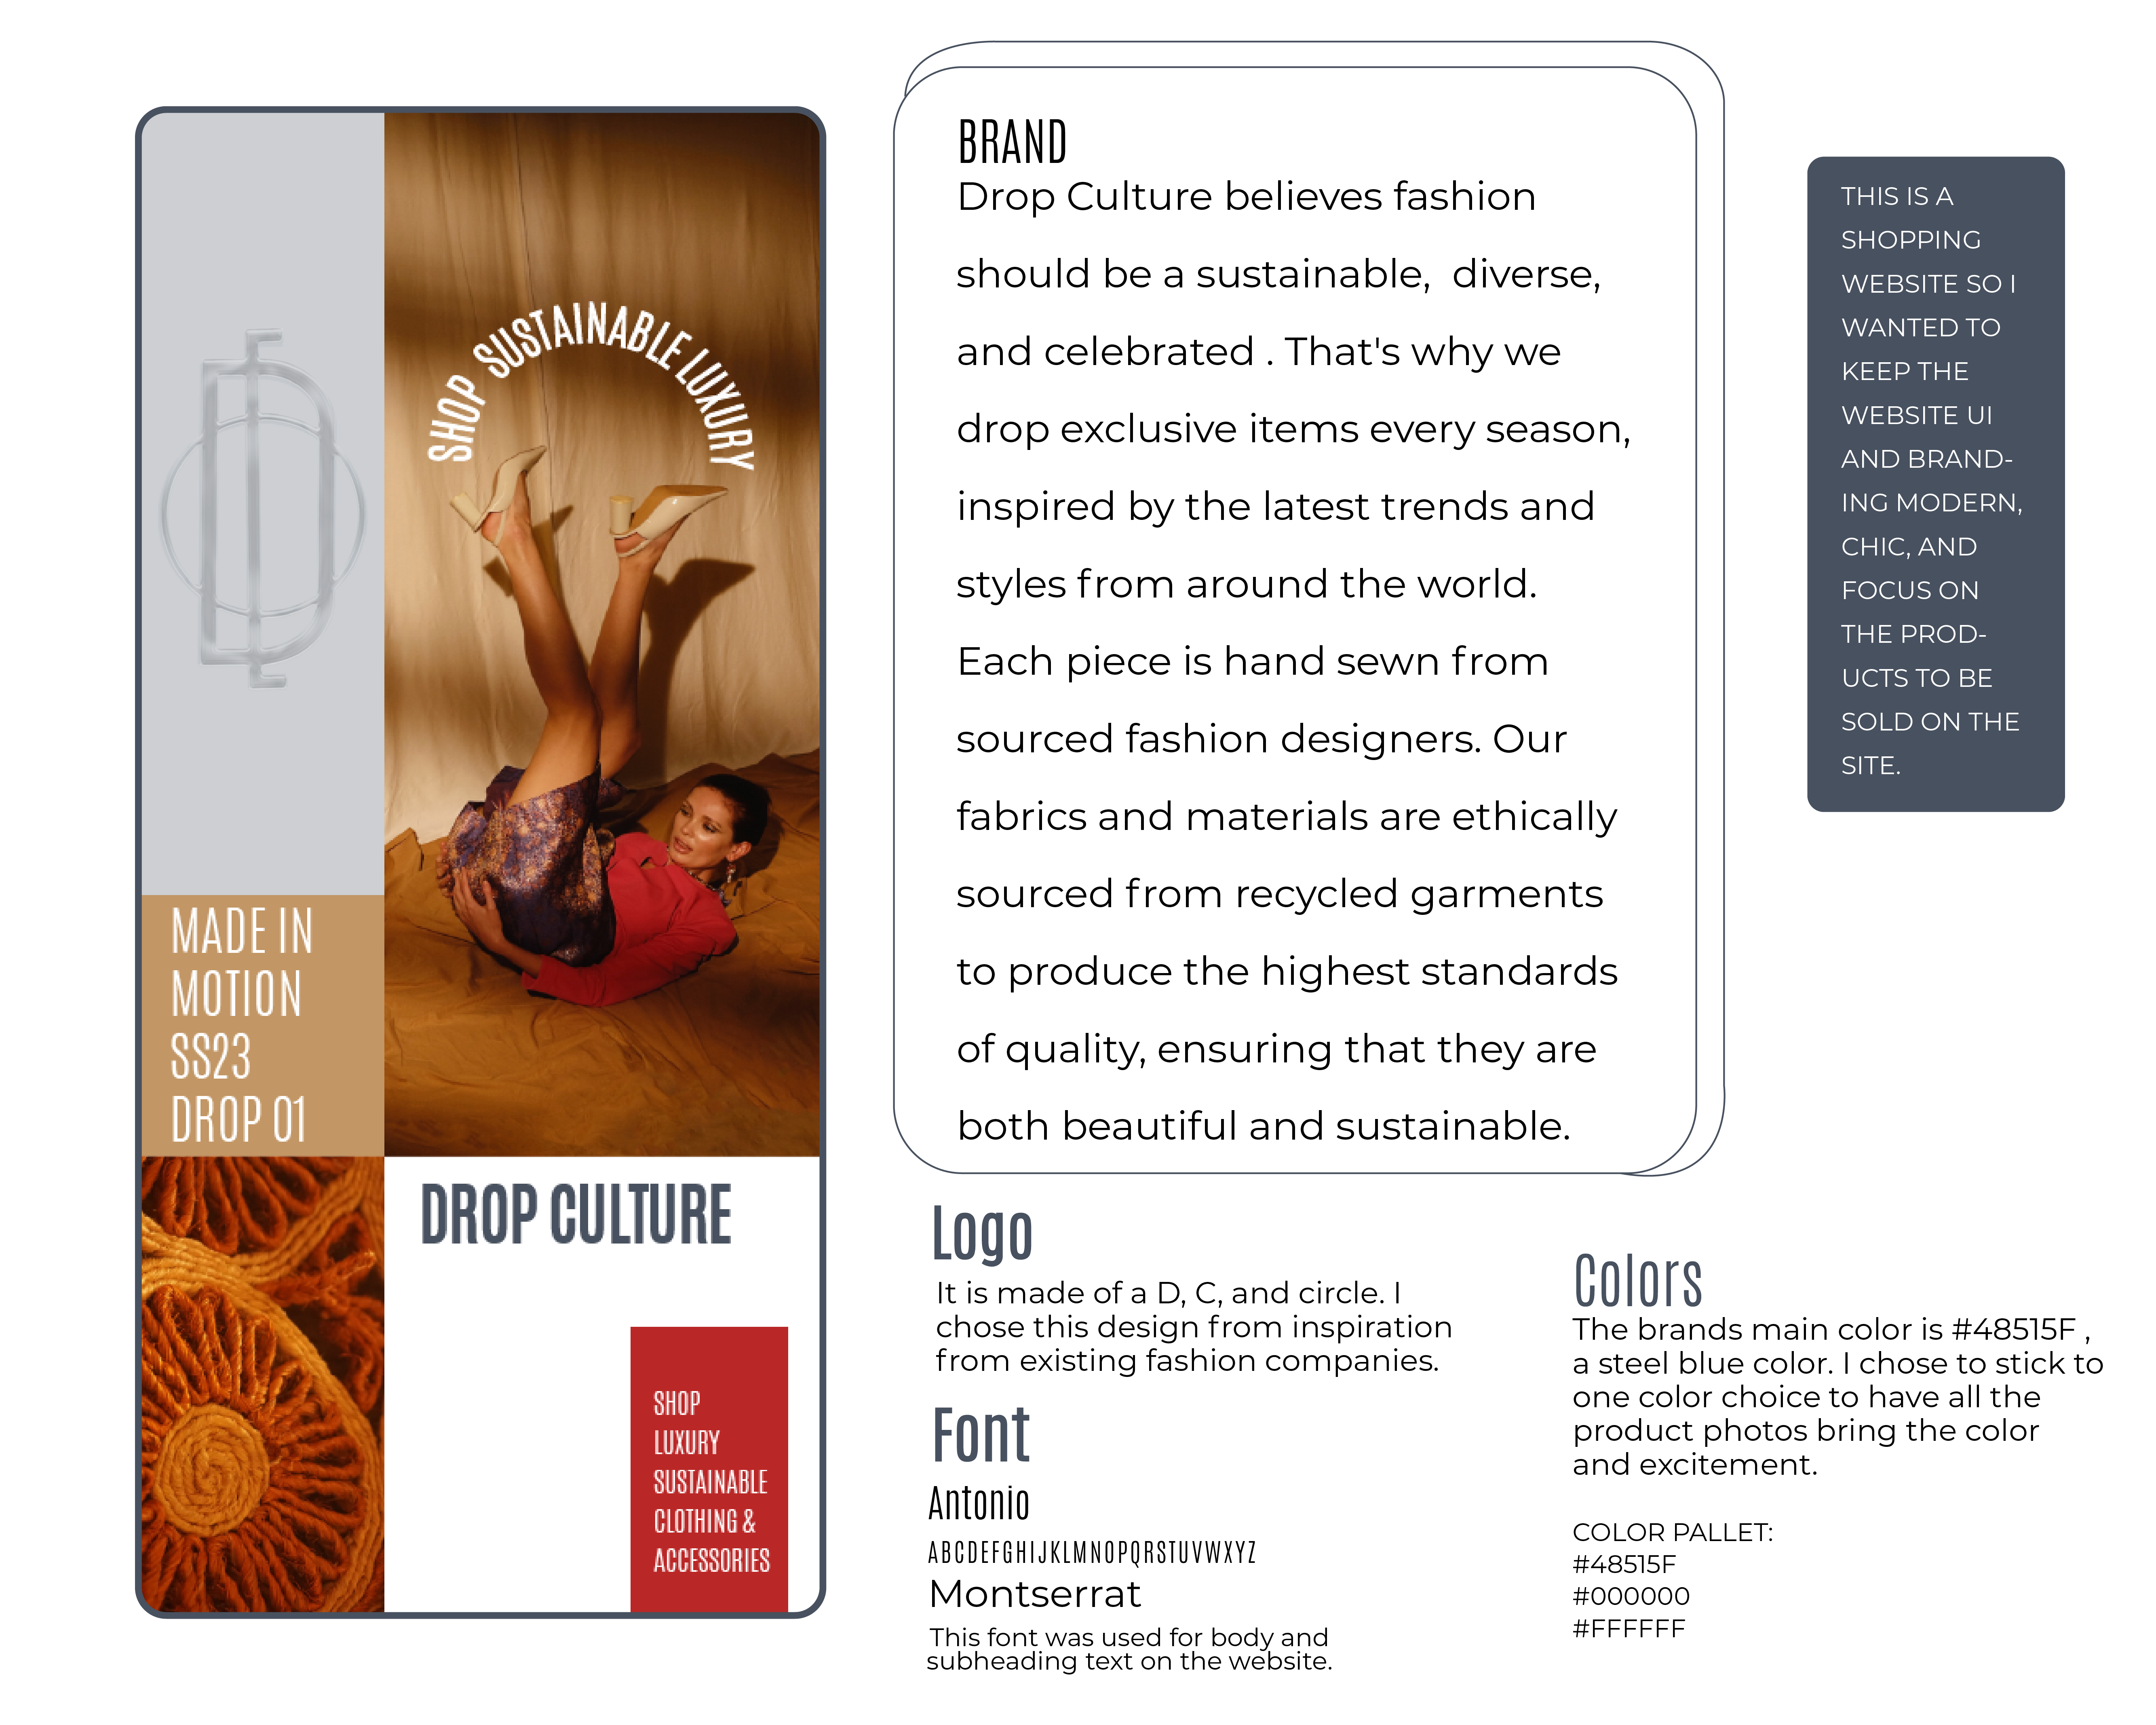 SHOP SUSTAINABLE LUXURY
MADE IN
MOTION
SS23
DROP 01
DROP CULTURE
SHOP
LUXURY
SUSTAINABLE
CLOTHING &
ACCESSORIES
BRAND
Drop Culture believes fashion
should be a sustainable,  diverse,
and celebrated . That's why we
drop exclusive items every season,
inspired by the latest trends and
styles from around the world.
Each piece is hand sewn from
sourced fashion designers. Our
fabrics and materials are ethically
sourced from recycled garments
to produce the highest standards
of quality, ensuring that they are
both beautiful and sustainable.
THIS IS A
SHOPPING
WEBSITE SO I
WANTED TO
KEEP THE
WEBSITE UI
AND BRAND-
ING MODERN,
CHIC, AND
FOCUS ON
THE PROD-
UCTS TO BE
SOLD ON THE
SITE.
Logo
It is made of a D, C, and circle. I
chose this design from inspiration
from existing fashion companies.
Font
Antonio
ABCDEFGHIJKLMNOPQRSTUVWXYZ
Montserrat
This font was used for body and
subheading text on the website.
Colors
The brands main color is #48515F ,
a steel blue color. I chose to stick to
one color choice to have all the
product photos bring the color
and excitement.
COLOR PALLET:
#48515F
#000000
#FFFFFF